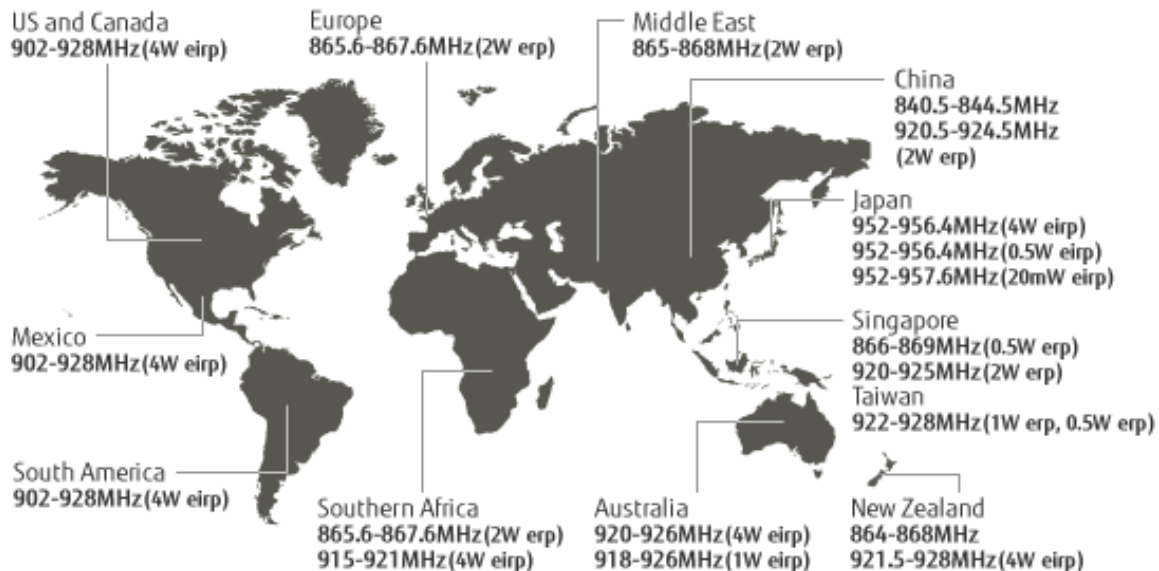 US and Canada
902-928MHz(4W eirp)
Europe
865.6-867.6MHz(2W erp)
Middle East
865-868MHz(2W erp)
China
840.5-844.5MHz
920.5-924.5MHz
(2W erp)
Japan
952-956.4MHz(4W eirp)
952-956.4MHz(0.5W eirp)
952-957.6MHz(20mW eirp)
Mexico
902-928MHz(4W eirp)
Singapore
866-869MHz(0.5W erp)
920-925MHz(2W erp)
Taiwan
922-928MHz(1W erp, 0.5W erp)
South America
902-928MHz(4W eirp)
Southern Africa
865.6-867.6MHz(2W erp)
915-921MHz(4W eirp)
Australia
920-926MHz(4W eirp)
918-926MHz(1W eirp)
New Zealand
864-868MHz
921.5-928MHz(4W eirp)